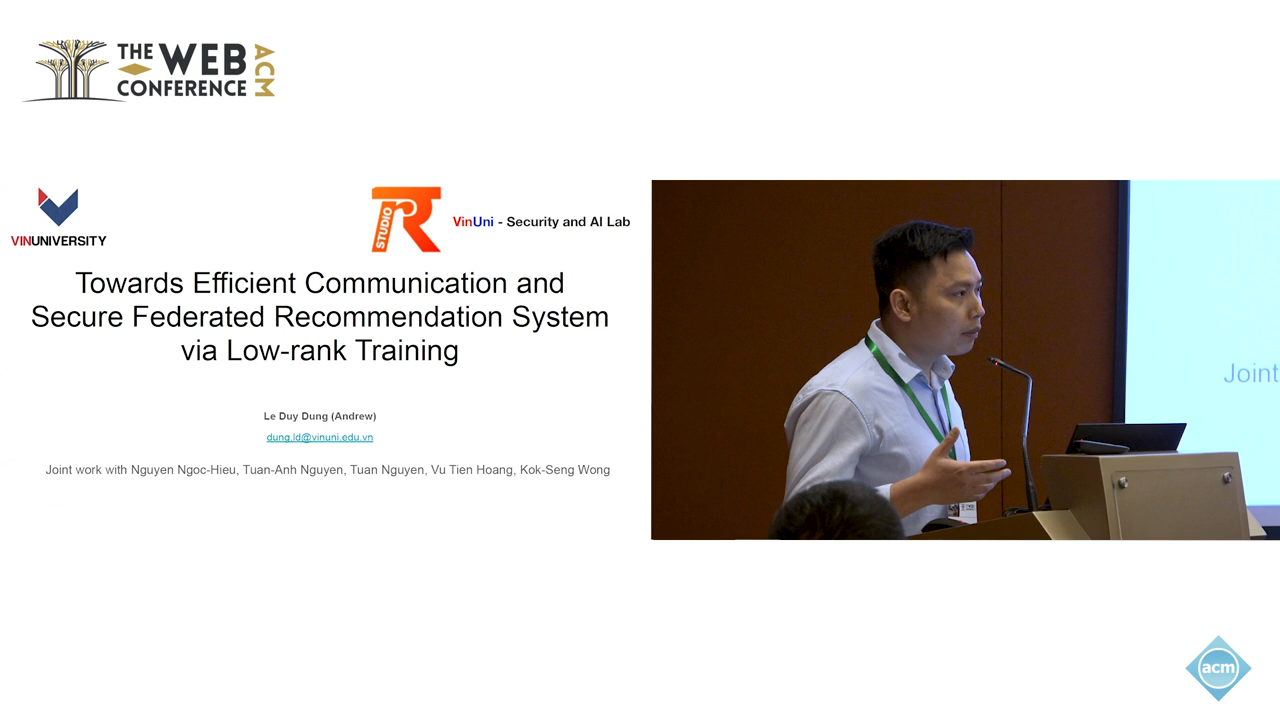 THE WEB
CONFERENCE
ACM
VINUNIVERSITY
STUDIO
VinUni - Security and AI Lab
Towards Efficient Communication and
Secure Federated Recommendation System
via Low-rank Training
Le Duy Dung (Andrew)
dung.ld@vinuni.edu.vn
Joint work with Nguyen Ngoc-Hieu, Tuan-Anh Nguyen, Tuan Nguyen, Vu Tien Hoang, Kok-Seng Wong
Joint
acm